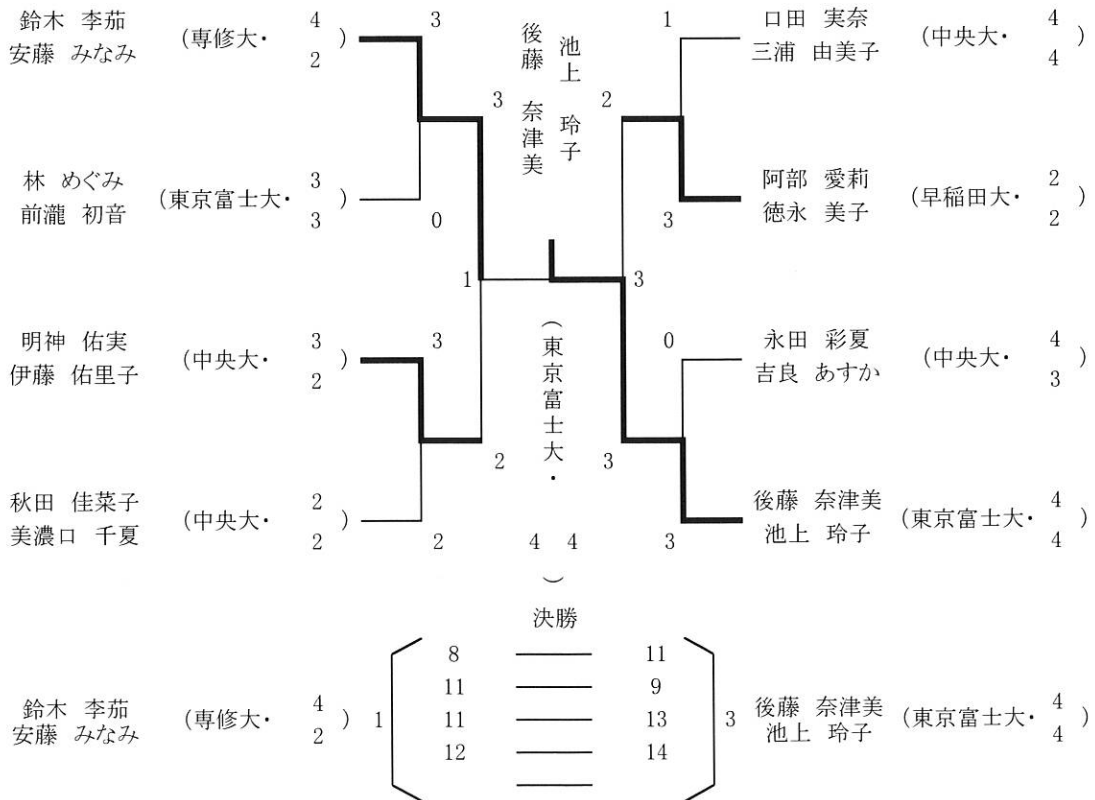 鈴木 李茄
安藤 みなみ
(専修大・ 4 2 )
3
林 めぐみ
前瀧 初音
(東京富士大・ 3 3 )
0
3
1
明神 佑実
伊藤 佑里子
(中央大・ 3 2 )
3
秋田 佳菜子
美濃口 千夏
(中央大・ 2 2 )
2
2
池上 玲子
後藤 奈津美
(東京富士大・ 4 4 )
1
口田 実奈
三浦 由美子
(中央大・ 4 4 )
2
阿部 愛莉
徳永 美子
(早稲田大・ 2 2 )
3
3
0
永田 彩夏
吉良 あすか
(中央大・ 4 3 )
3
後藤 奈津美
池上 玲子
(東京富士大・ 4 4 )
3
決勝
鈴木 李茄
安藤 みなみ
(専修大・ 4 2 ) 1
8 11
11 9
11 13
12 14
3
後藤 奈津美
池上 玲子
(東京富士大・ 4 4 )